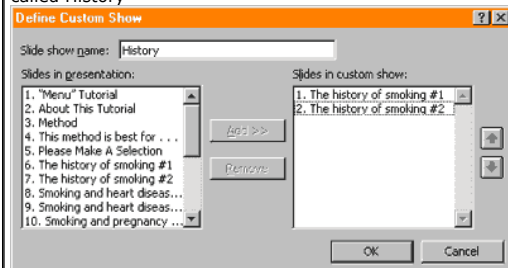 called History
Define Custom Show
Slide show name: History
Slides in presentation:
1. "Menu" Tutorial
2. About This Tutorial
3. Method
4. This method is best for . . .
5. Please Make A Selection
6. The history of smoking #1
7. The history of smoking #2
8. Smoking and heart diseas...
9. Smoking and heart diseas...
10. Smoking and pregnancy ...
Add >>
Remove
Slides in custom show:
1. The history of smoking #1
2. The history of smoking #2
OK
Cancel